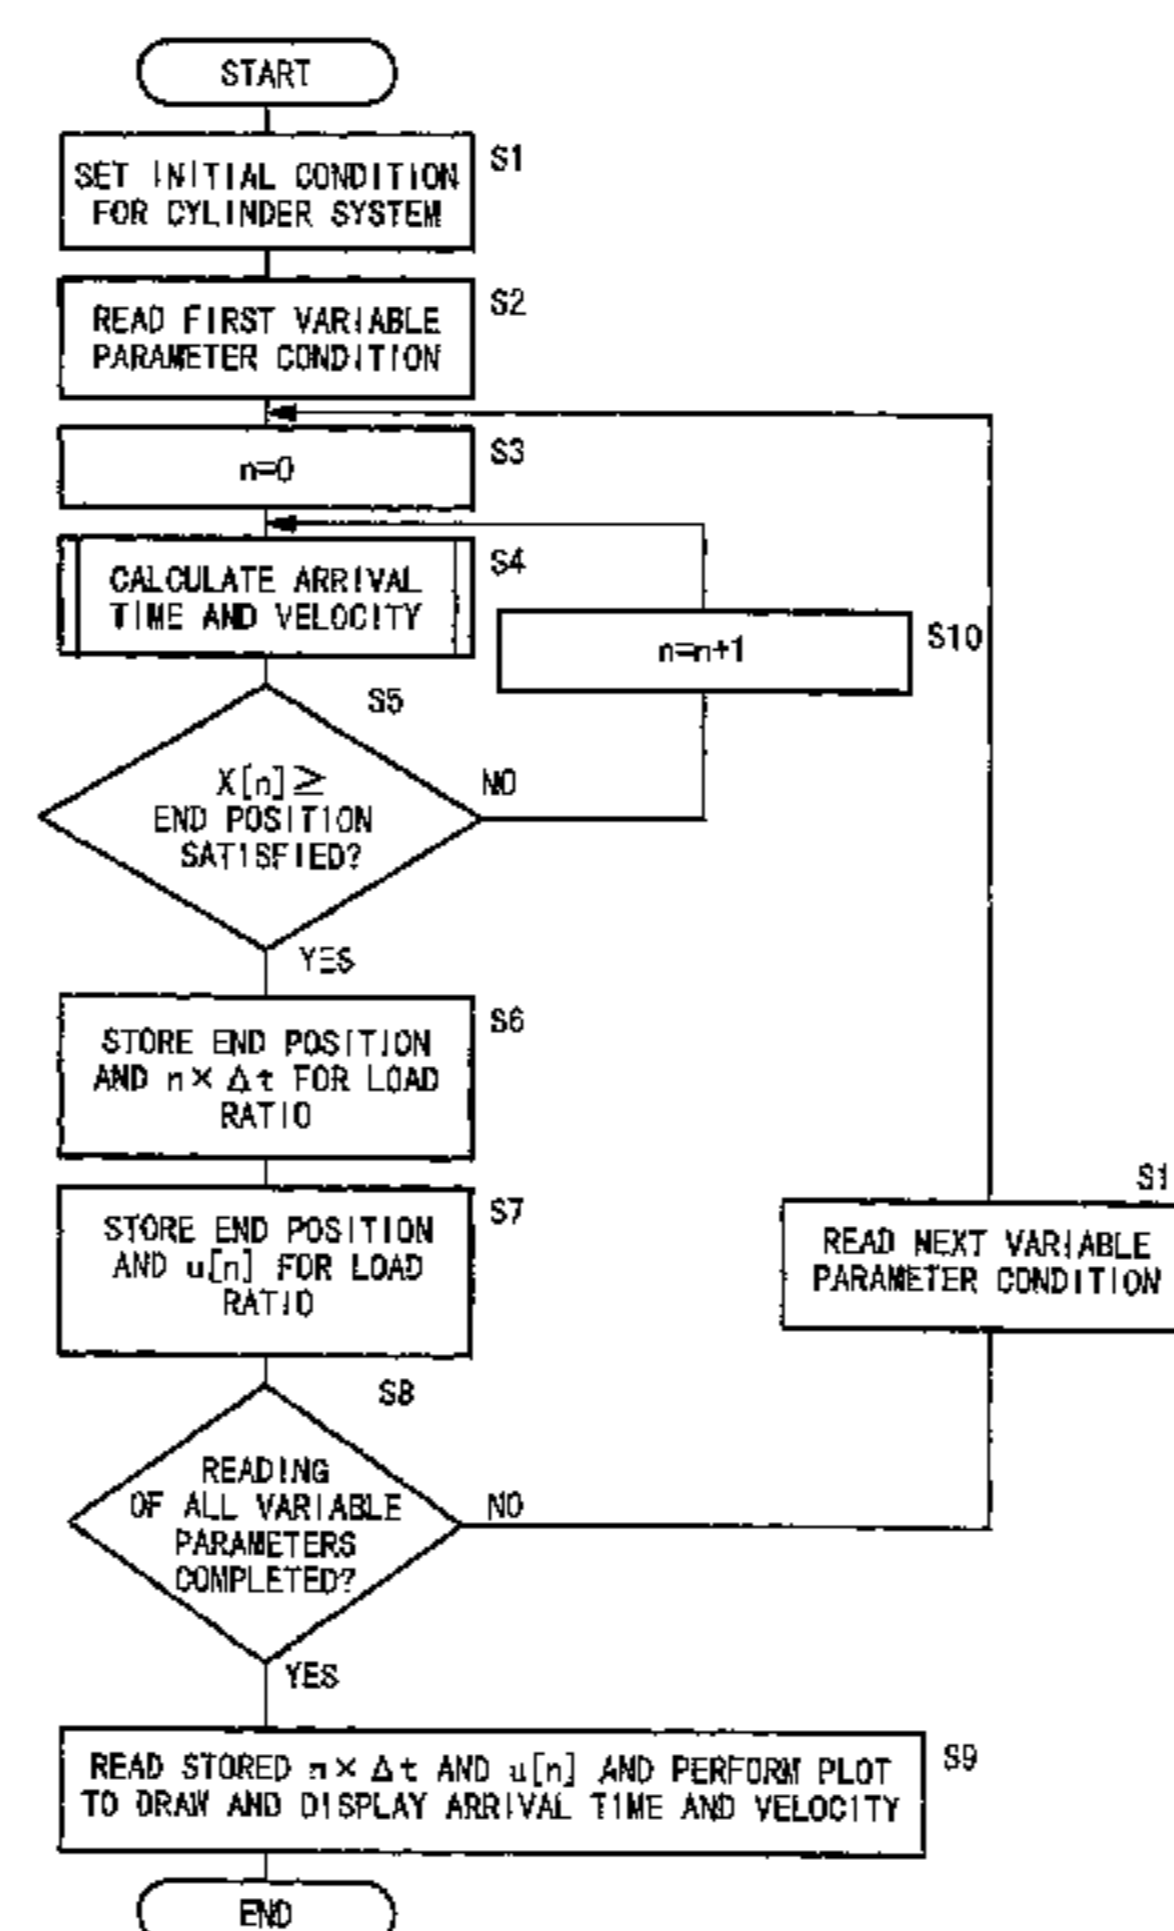 START
S1
SET INITIAL CONDITION
FOR CYLINDER SYSTEM
S2
READ FIRST VARIABLE
PARAMETER CONDITION
S3
n=0
S4
CALCULATE ARRIVAL
TIME AND VELOCITY
S10
n=n+1
S5
X[n]≥
END POSITION
SATISFIED?
NO
YES
S6
STORE END POSITION
AND n×Δt FOR LOAD
RATIO
S7
STORE END POSITION
AND u[n] FOR LOAD
RATIO
S1
READ NEXT VARIABLE
PARAMETER CONDITION
S8
READING
OF ALL VARIABLE
PARAMETERS
COMPLETED?
NO
YES
S9
READ STORED n×Δt AND u[n] AND PERFORM PLOT
TO DRAW AND DISPLAY ARRIVAL TIME AND VELOCITY
END